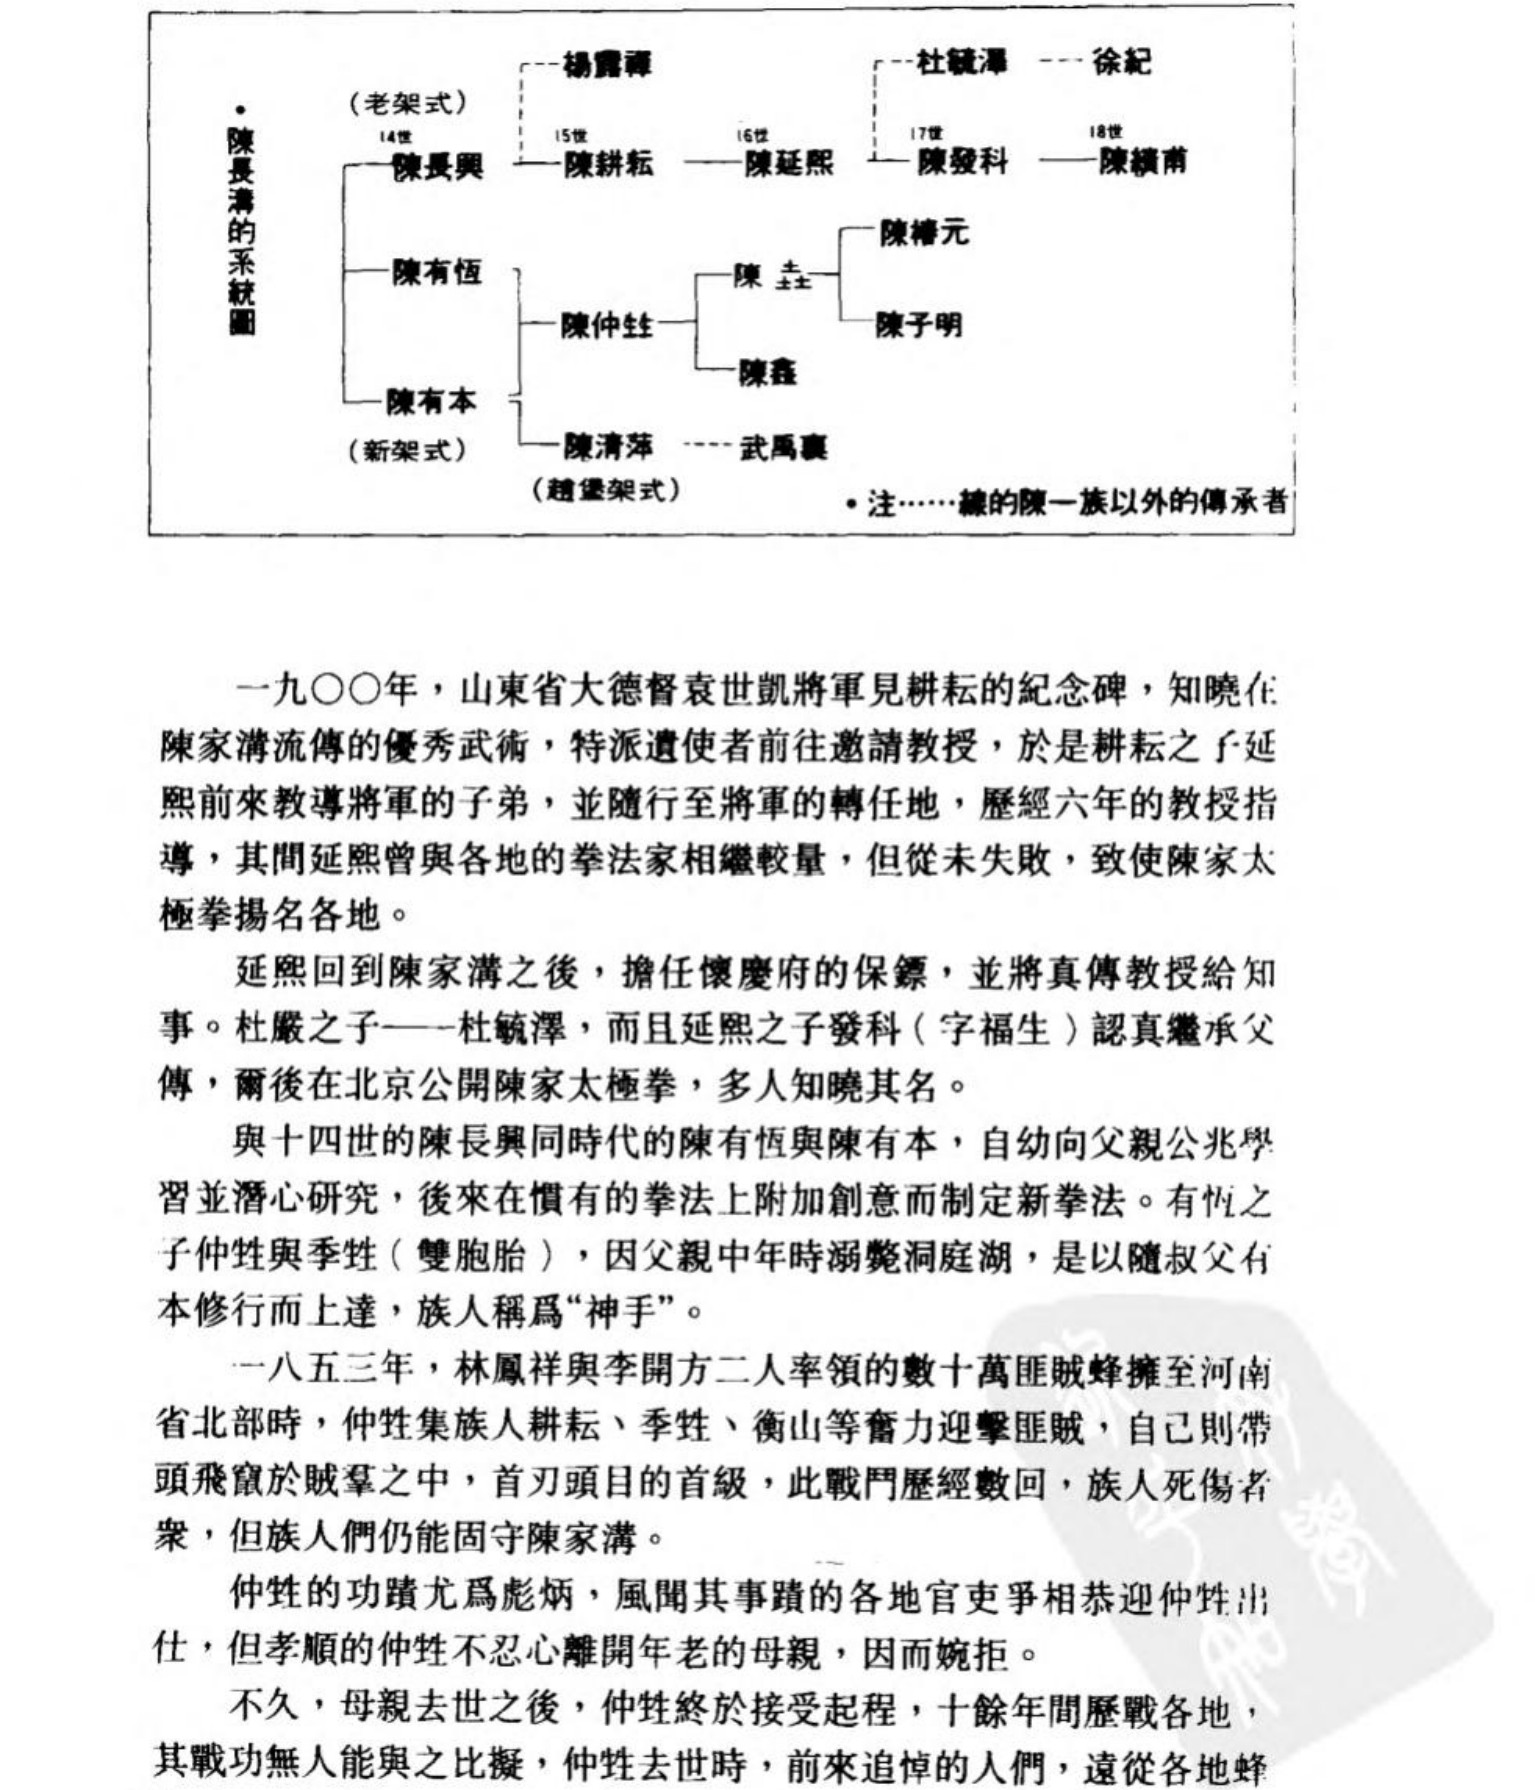 • 陳長溝的系統圖
楊露禪
杜毓澤
徐紀
(老架式)
14世
15世
16世
17世
18世
陳長興
陳耕耘
陳延熙
陳發科
陳績甫
陳椿元
陳有恆
陳垚
陳仲甡
陳子明
陳鑫
陳有本
陳清萍
武禹襄
(新架式)
(趙堡架式)
• 注……線的陳一族以外的傳承者
一九〇〇年，山東省大德督袁世凱將軍見耕耘的紀念碑，知曉在
陳家溝流傳的優秀武術，特派遣使者前往邀請教授，於是耕耘之子延
熙前來教導將軍的子弟，並隨行至將軍的轉任地，歷經六年的教授指
導，其間延熙曾與各地的拳法家相繼較量，但從未失敗，致使陳家太
極拳揚名各地。
延熙回到陳家溝之後，擔任懷慶府的保鏢，並將真傳教授給知
事。杜嚴之子——杜毓澤，而且延熙之子發科（字福生）認真繼承父
傳，爾後在北京公開陳家太極拳，多人知曉其名。
與十四世的陳長興同時代的陳有恆與陳有本，自幼向父親公兆學
習並潛心研究，後來在慣有的拳法上附加創意而制定新拳法。有恆之
子仲甡與季甡（雙胞胎），因父親中年時溺斃洞庭湖，是以隨叔父有
本修行而上達，族人稱爲“神手”。
一八五三年，林鳳祥與李開方二人率領的數十萬匪賊蜂擁至河南
省北部時，仲甡集族人耕耘、季甡、衡山等奮力迎擊匪賊，自己則帶
頭飛竄於賊羣之中，首刃頭目的首級，此戰鬥歷經數回，族人死傷者
衆，但族人們仍能固守陳家溝。
仲甡的功蹟尤爲彪炳，風聞其事蹟的各地官吏爭相恭迎仲甡出
仕，但孝順的仲甡不忍心離開年老的母親，因而婉拒。
不久，母親去世之後，仲甡終於接受起程，十餘年間歷戰各地，
其戰功無人能與之比擬，仲甡去世時，前來追悼的人們，遠從各地蜂